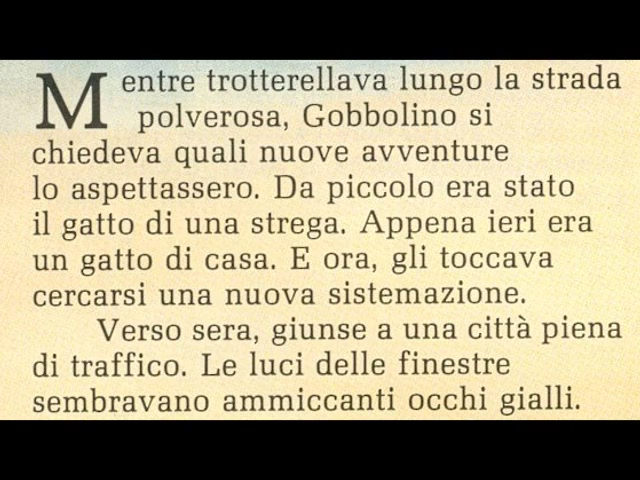 Mentre trotterellava lungo la strada
polverosa, Gobbolino si
chiedeva quali nuove avventure
lo aspettassero. Da piccolo era stato
il gatto di una strega. Appena ieri era
un gatto di casa. E ora, gli toccava
cercarsi una nuova sistemazione.
Verso sera, giunse a una città piena
di traffico. Le luci delle finestre
sembravano ammiccanti occhi gialli.